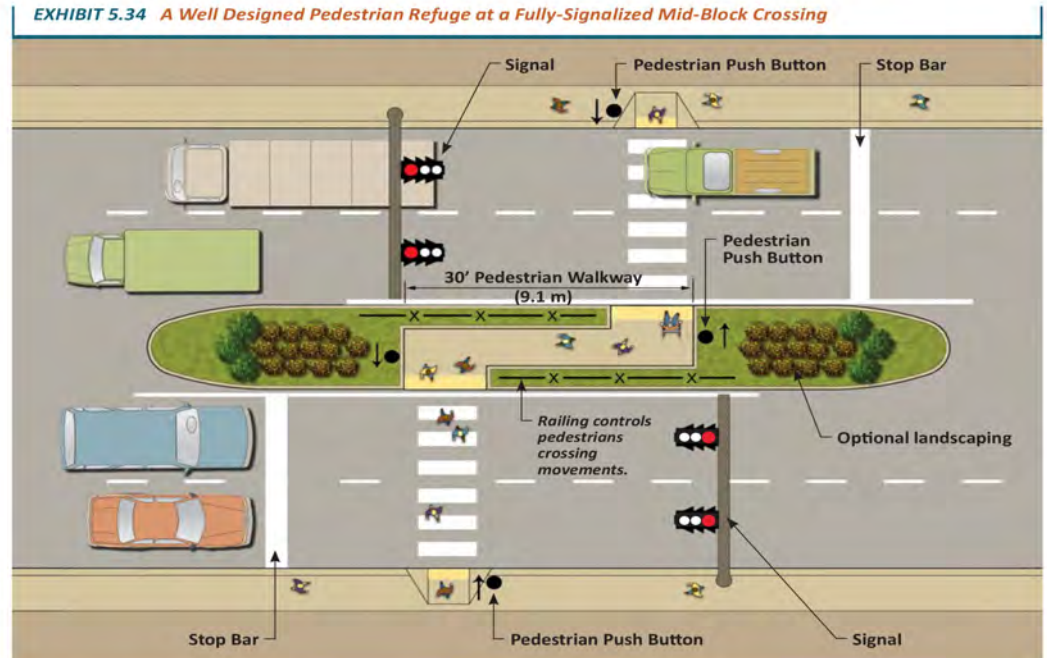 EXHIBIT 5.34 A Well Designed Pedestrian Refuge at a Fully-Signalized Mid-Block Crossing
Signal
Pedestrian Push Button
Stop Bar
Pedestrian
Push Button
30' Pedestrian Walkway
(9.1 m)
Railing controls
pedestrians
crossing
movements.
Optional landscaping
Stop Bar
Pedestrian Push Button
Signal